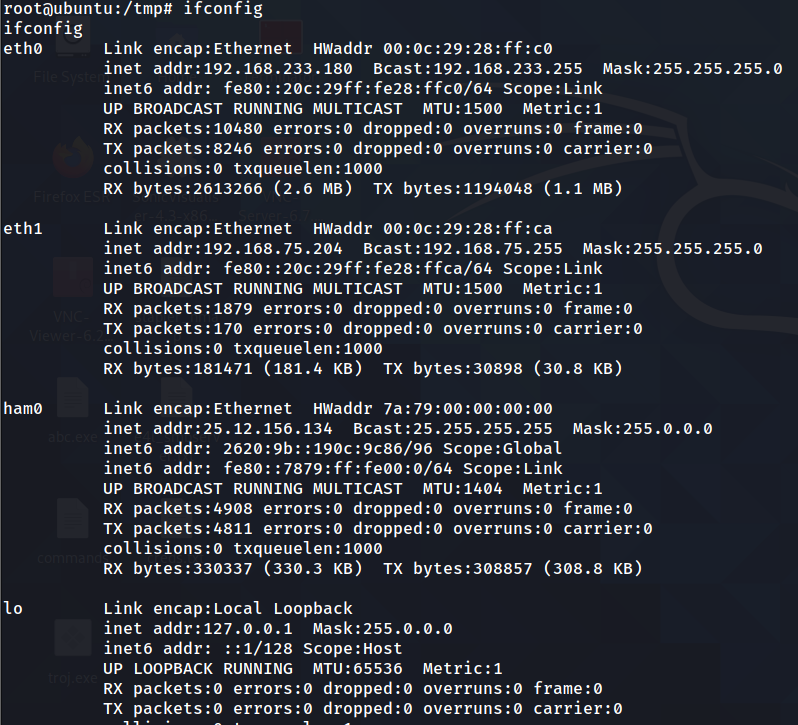 root@ubuntu:/tmp# ifconfig
ifconfig
eth0      Link encap:Ethernet  HWaddr 00:0c:29:28:ff:c0
          inet addr:192.168.233.180  Bcast:192.168.233.255  Mask:255.255.255.0
          inet6 addr: fe80::20c:29ff:fe28:ffc0/64 Scope:Link
          UP BROADCAST RUNNING MULTICAST  MTU:1500  Metric:1
          RX packets:10480 errors:0 dropped:0 overruns:0 frame:0
          TX packets:8246 errors:0 dropped:0 overruns:0 carrier:0
          collisions:0 txqueuelen:1000
          RX bytes:2613266 (2.6 MB)  TX bytes:1194048 (1.1 MB)
eth1      Link encap:Ethernet  HWaddr 00:0c:29:28:ff:ca
          inet addr:192.168.75.204  Bcast:192.168.75.255  Mask:255.255.255.0
          inet6 addr: fe80::20c:29ff:fe28:ffca/64 Scope:Link
          UP BROADCAST RUNNING MULTICAST  MTU:1500  Metric:1
          RX packets:1879 errors:0 dropped:0 overruns:0 frame:0
          TX packets:170 errors:0 dropped:0 overruns:0 carrier:0
          collisions:0 txqueuelen:1000
          RX bytes:181471 (181.4 KB)  TX bytes:30898 (30.8 KB)
ham0      Link encap:Ethernet  HWaddr 7a:79:00:00:00:00
          inet addr:25.12.156.134  Bcast:25.255.255.255  Mask:255.0.0.0
          inet6 addr: 2620:9b::190c:9c86/96 Scope:Global
          inet6 addr: fe80::7879:ff:fe00:0/64 Scope:Link
          UP BROADCAST RUNNING MULTICAST  MTU:1404  Metric:1
          RX packets:4908 errors:0 dropped:0 overruns:0 frame:0
          TX packets:4811 errors:0 dropped:0 overruns:0 carrier:0
          collisions:0 txqueuelen:1000
          RX bytes:330337 (330.3 KB)  TX bytes:308857 (308.8 KB)
lo        Link encap:Local Loopback
          inet addr:127.0.0.1  Mask:255.0.0.0
          inet6 addr: ::1/128 Scope:Host
          UP LOOPBACK RUNNING  MTU:65536  Metric:1
          RX packets:0 errors:0 dropped:0 overruns:0 frame:0
          TX packets:0 errors:0 dropped:0 overruns:0 carrier:0
File System
Firefox ESR
VNC-
Viewer-6.2
abc.exe
troj.exe